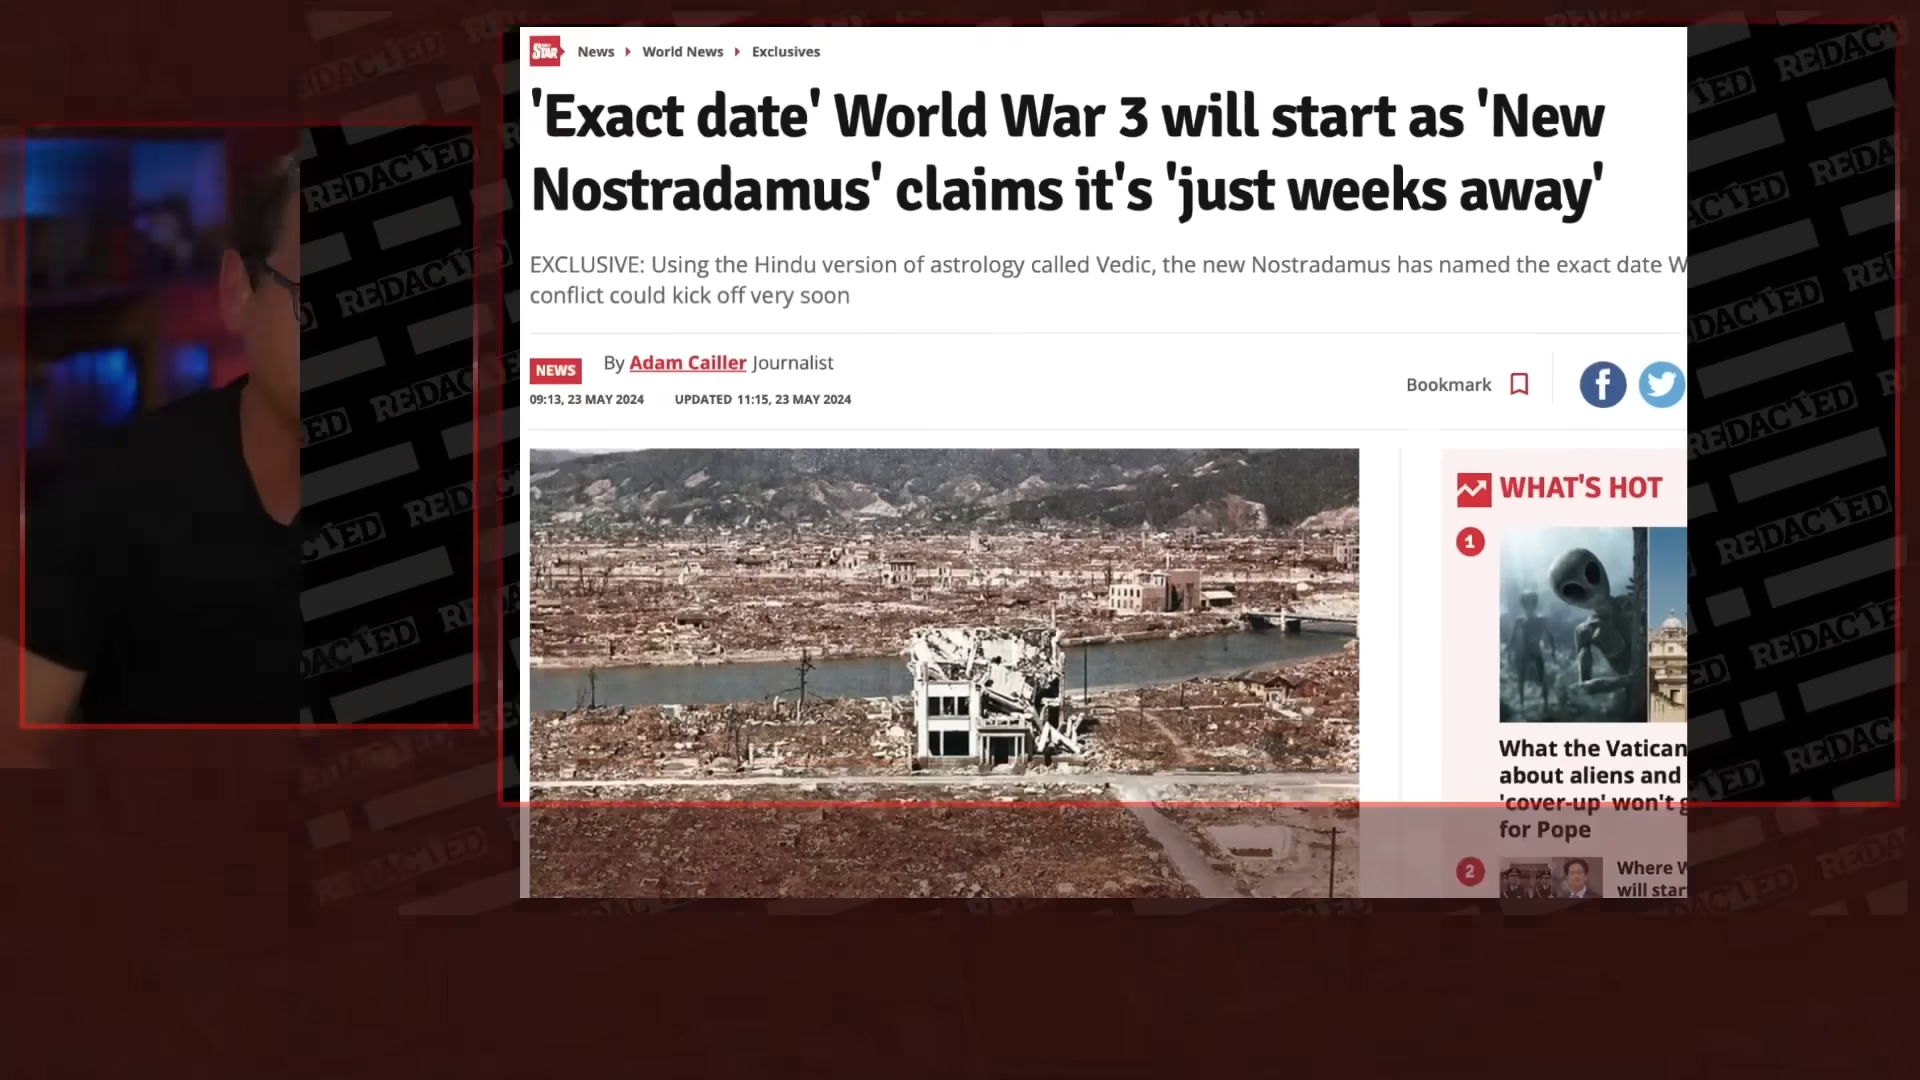 STAR
News
World News
Exclusives
'Exact date' World War 3 will start as 'New
Nostradamus' claims it's 'just weeks away'
EXCLUSIVE: Using the Hindu version of astrology called Vedic, the new Nostradamus has named the exact date W
conflict could kick off very soon
NEWS
By Adam Cailler Journalist
09:13, 23 MAY 2024
UPDATED 11:15, 23 MAY 2024
Bookmark
WHAT'S HOT
1
What the Vatican
about aliens and
'cover-up' won't g
for Pope
2
Where W
will star
REDACTED
REDACTED